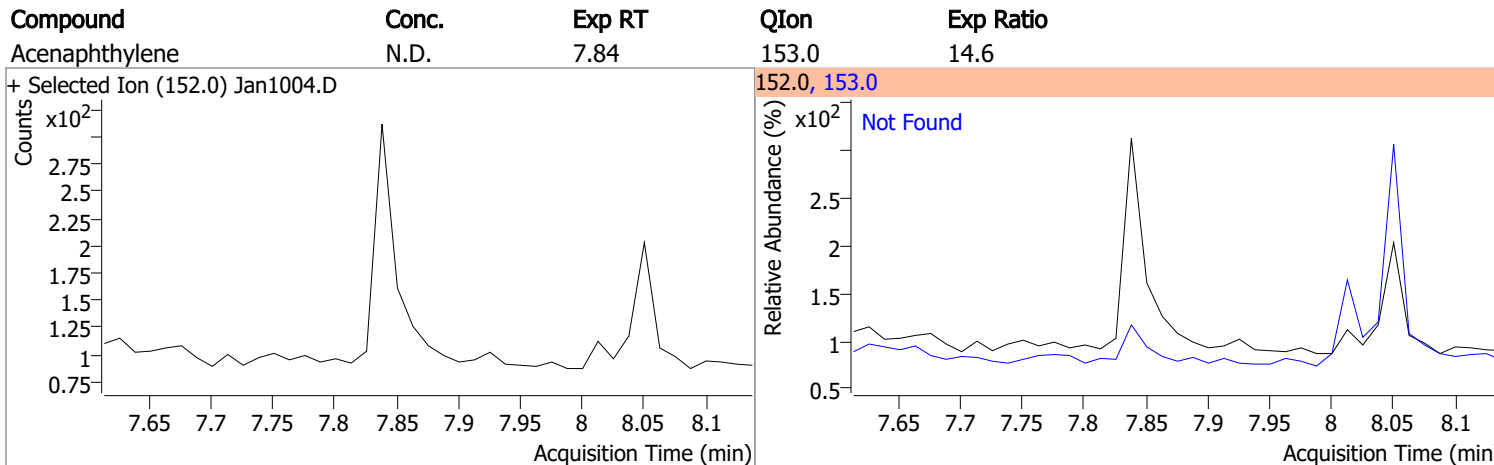 Compound Conc. Exp RT QIon Exp Ratio
Acenaphthylene N.D. 7.84 153.0 14.6
+ Selected Ion (152.0) Jan1004.D
Counts
x10²
2.75
2.5
2.25
2
1.75
1.5
1.25
1
0.75
7.65 7.7 7.75 7.8 7.85 7.9 7.95 8 8.05 8.1
Acquisition Time (min)
152.0, 153.0
Relative Abundance (%)
x10²
Not Found
2.5
2
1.5
1
0.5
7.65 7.7 7.75 7.8 7.85 7.9 7.95 8 8.05 8.1
Acquisition Time (min